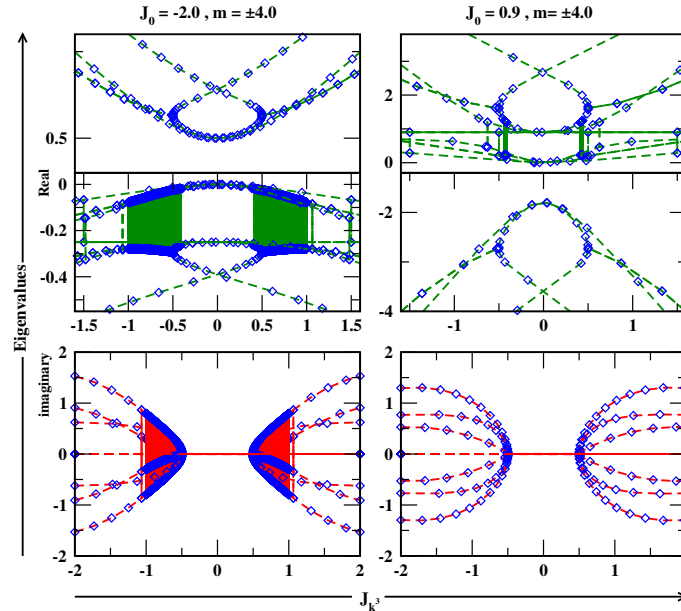 J₀ = -2.0 , m = ±4.0
J₀ = 0.9 , m= ±4.0
Eigenvalues
Real
imaginary
0.5
0
-0.2
-0.4
-1.5 -1 -0.5 0 0.5 1 1.5
2
0
-2
-4
-1 0 1
2
1
0
-1
-2
-2 -1 0 1 2
2
1
0
-1
-2
-2 -1 0 1
J_k³